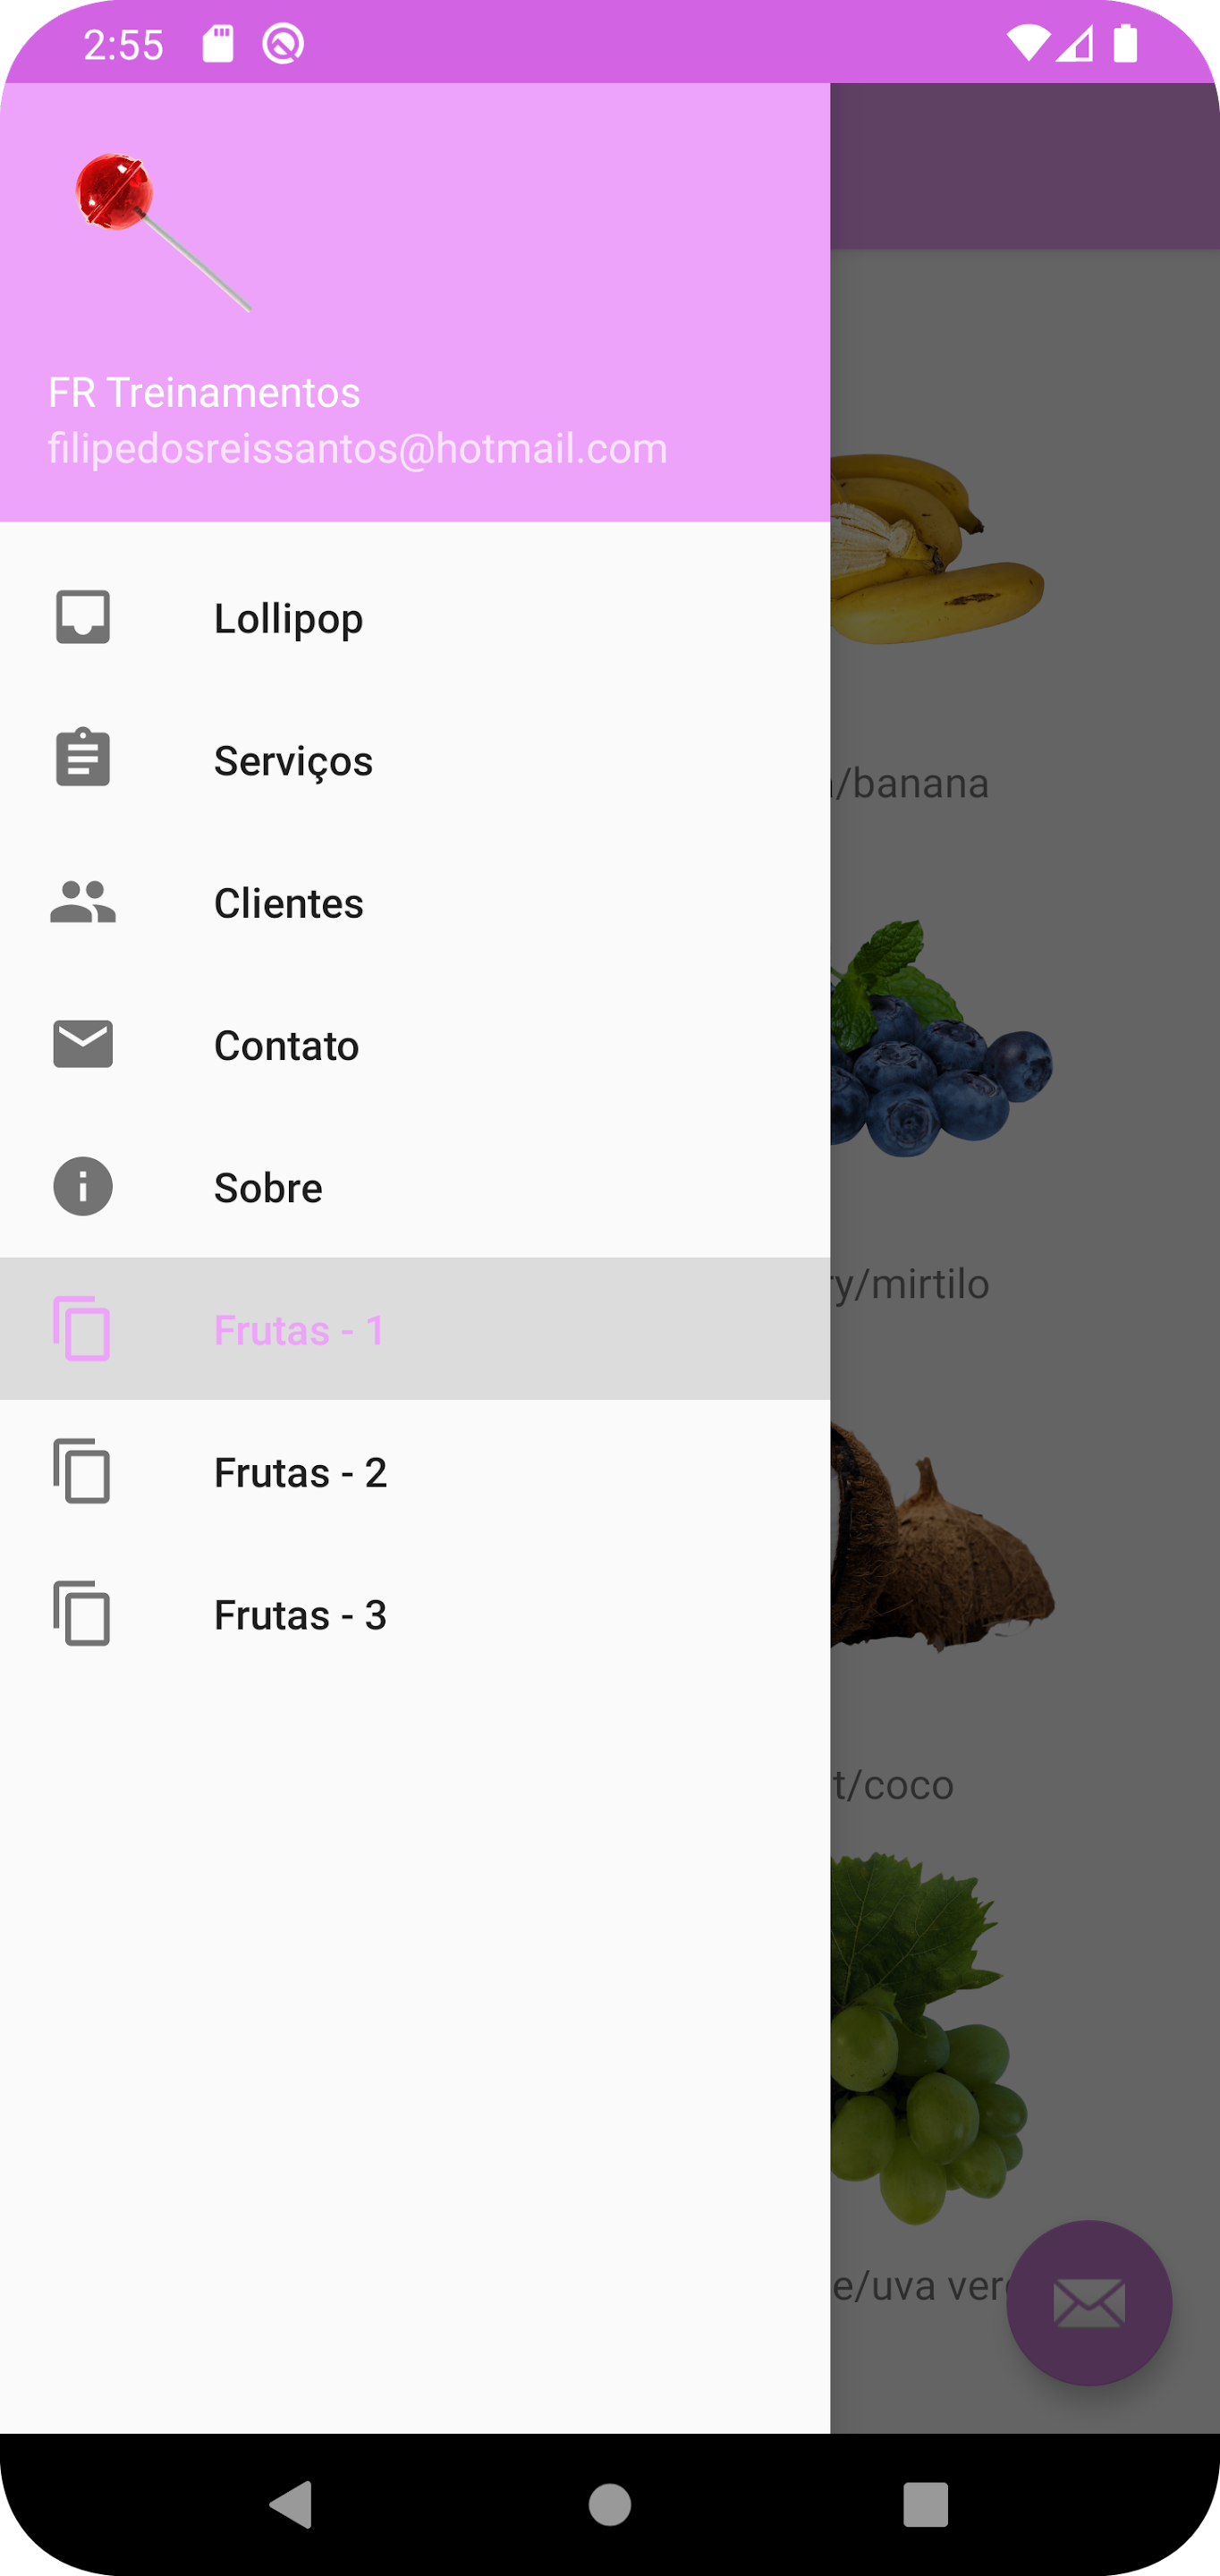 2:55
FR Treinamentos
filipedosreissantos@hotmail.com
Lollipop
Serviços
/banana
Clientes
Contato
Sobre
y/mirtilo
Frutas - 1
Frutas - 2
Frutas - 3
t/coco
e/uva ver